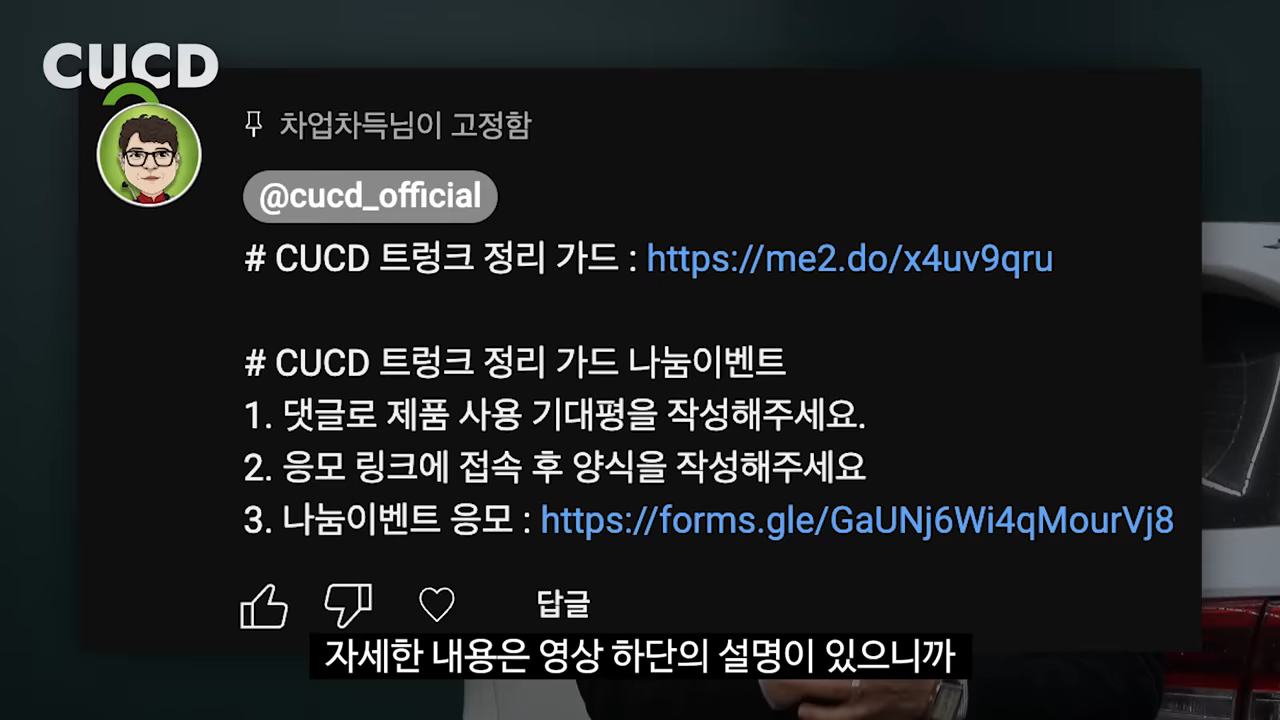 CUCD
차업차득님이 고정함
@cucd_official
# CUCD 트렁크 정리 가드 : https://me2.do/x4uv9qru
# CUCD 트렁크 정리 가드 나눔이벤트
1. 댓글로 제품 사용 기대평을 작성해주세요.
2. 응모 링크에 접속 후 양식을 작성해주세요
3. 나눔이벤트 응모 : https://forms.gle/GaUNj6Wi4qMourVj8
답글
자세한 내용은 영상 하단의 설명이 있으니까